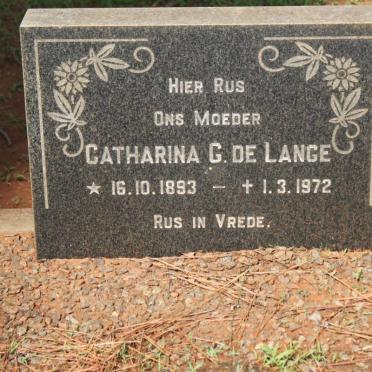 Hier Rus
Ons Moeder
Catharina G. de Lange
* 16.10.1893 – † 1.3.1972
Rus in Vrede.